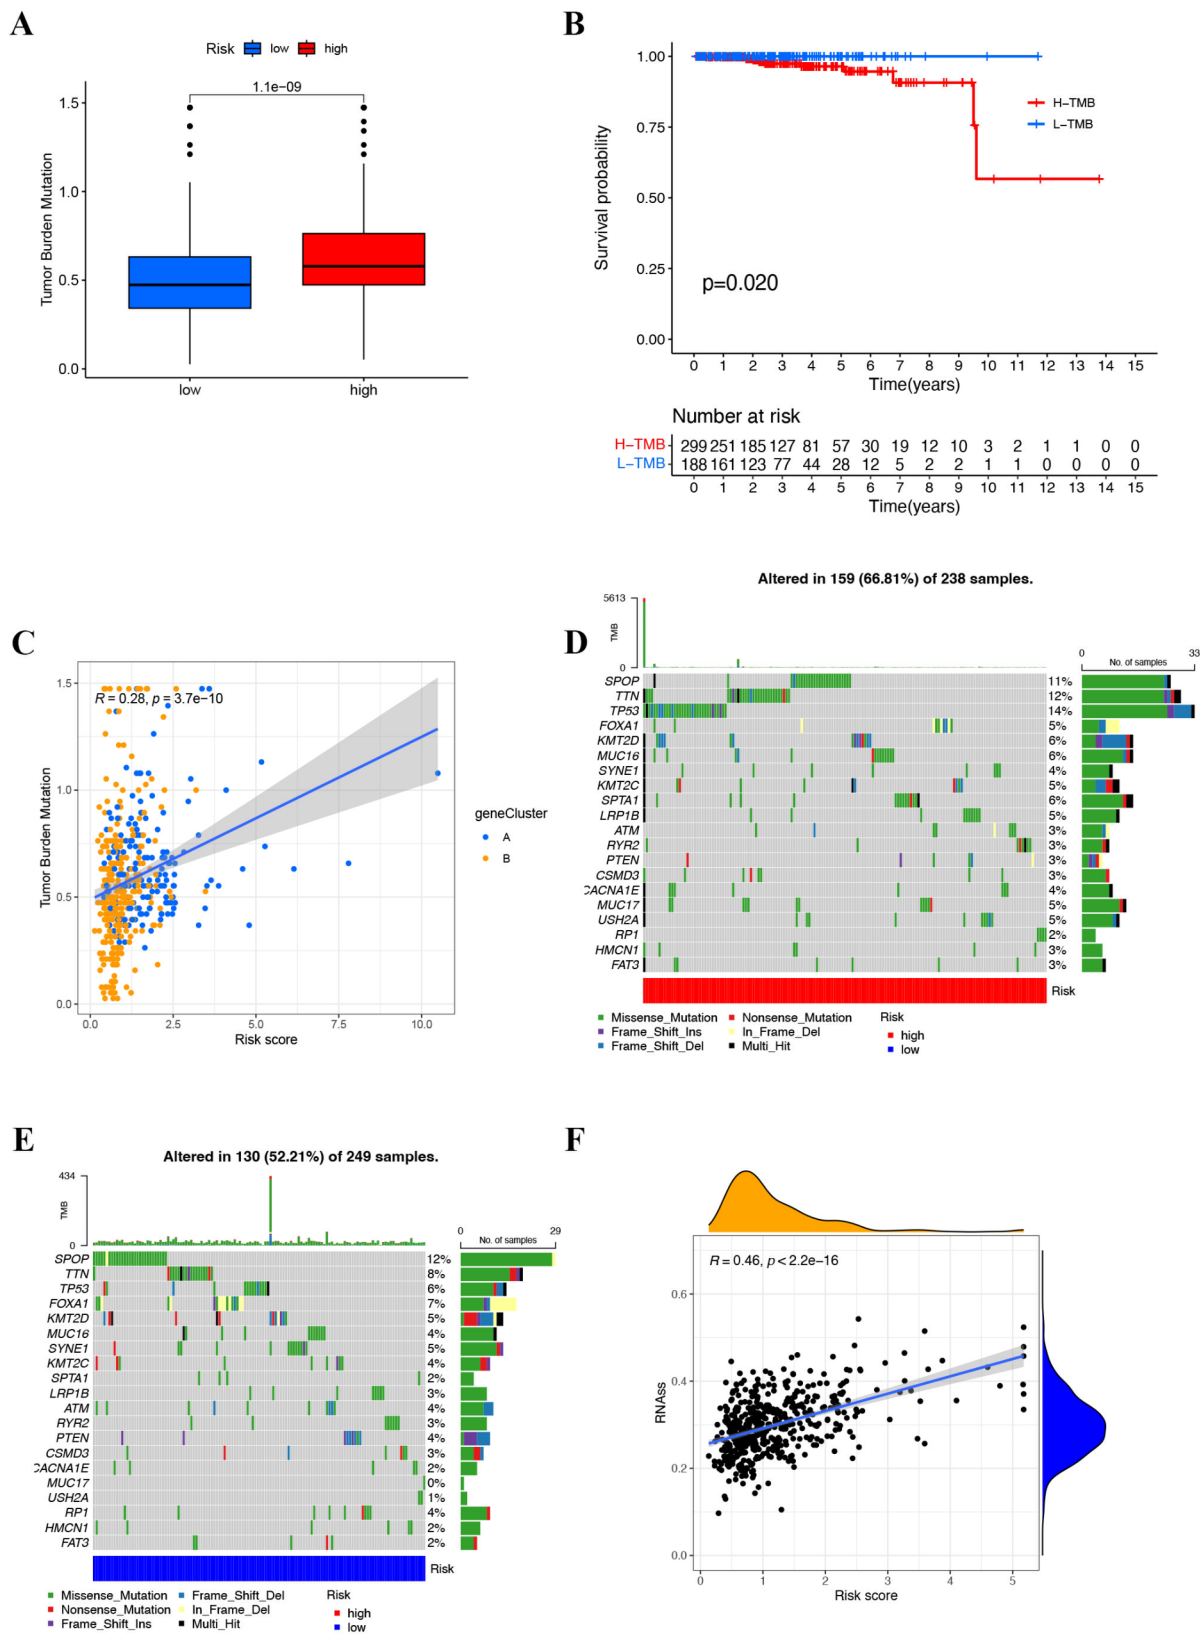 A
Risk low high
1.1e−09
Tumor Burden Mutation
1.5
1.0
0.5
0.0
low high
B
Survival probability
1.00
0.75
0.50
0.25
0.00
H−TMB
L−TMB
p=0.020
0 1 2 3 4 5 6 7 8 9 10 11 12 13 14 15
Time(years)
Number at risk
H−TMB 299 251 185 127 81 57 30 19 12 10 3 2 1 1 0 0
L−TMB 188 161 123 77 44 28 12 5 2 2 1 1 0 0 0 0
0 1 2 3 4 5 6 7 8 9 10 11 12 13 14 15
Time(years)
C
R = 0.28, p = 3.7e−10
Tumor Burden Mutation
1.5
1.0
0.5
0.0
0.0 2.5 5.0 7.5 10.0
Risk score
geneCluster
A
B
D
Altered in 159 (66.81%) of 238 samples.
5613
TMB
0
0 33
No. of samples
SPOP 11%
TTN 12%
TP53 14%
FOXA1 5%
KMT2D 6%
MUC16 6%
SYNE1 4%
KMT2C 5%
SPTA1 6%
LRP1B 5%
ATM 3%
RYR2 3%
PTEN 3%
CSMD3 3%
CACNA1E 4%
MUC17 5%
USH2A 5%
RP1 2%
HMCN1 3%
FAT3 3%
Risk
Missense_Mutation Nonsense_Mutation Risk
Frame_Shift_Ins In_Frame_Del high
Frame_Shift_Del Multi_Hit low
E
Altered in 130 (52.21%) of 249 samples.
434
TMB
0
0 29
No. of samples
SPOP 12%
TTN 8%
TP53 6%
FOXA1 7%
KMT2D 5%
MUC16 4%
SYNE1 5%
KMT2C 4%
SPTA1 2%
LRP1B 3%
ATM 4%
RYR2 3%
PTEN 4%
CSMD3 3%
CACNA1E 2%
MUC17 0%
USH2A 1%
RP1 4%
HMCN1 2%
FAT3 2%
Risk
Missense_Mutation Frame_Shift_Del Risk
Nonsense_Mutation In_Frame_Del high
Frame_Shift_Ins Multi_Hit low
F
R = 0.46, p < 2.2e−16
RNAss
0.6
0.4
0.2
0.0
0 1 2 3 4 5
Risk score